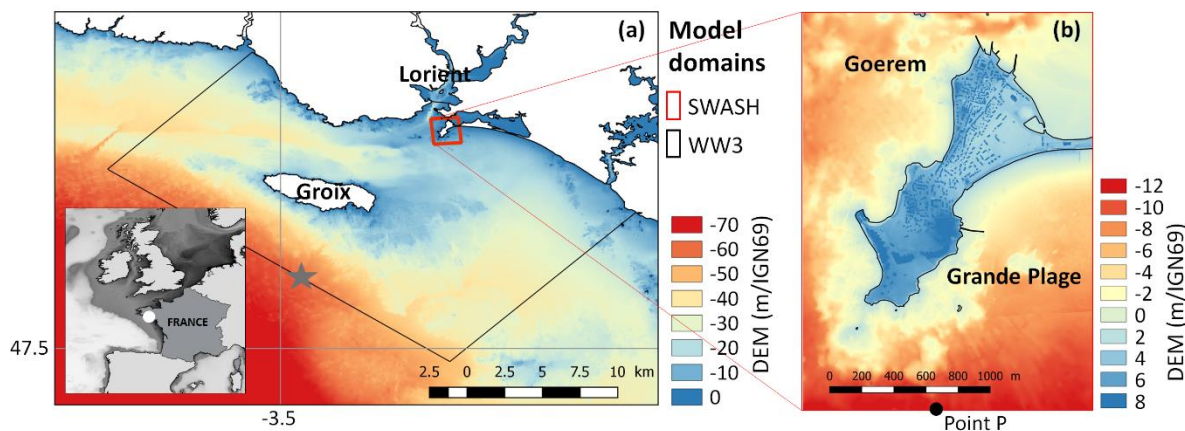 (a)
Lorient
Groix
FRANCE
47.5
-3.5
2.5 0 2.5 5 7.5 10 km
Model
domains
SWASH
WW3
DEM (m/IGN69)
-70
-60
-50
-40
-30
-20
-10
0
(b)
Goerem
Grande Plage
0 200 400 600 800 1000 m
Point P
DEM (m/IGN69)
-12
-10
-8
-6
-4
-2
0
2
4
6
8